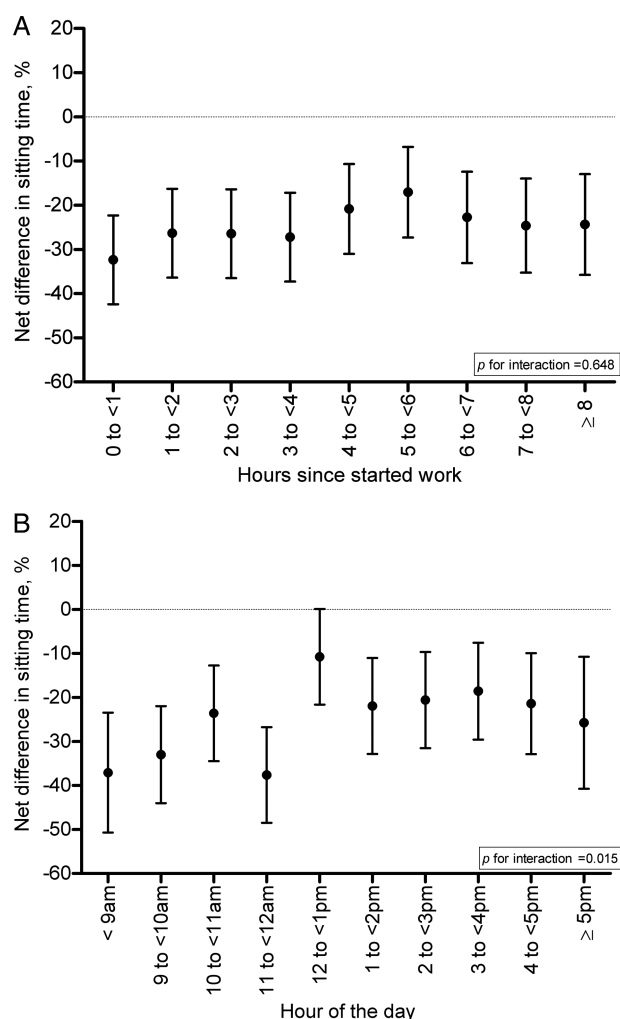 A
Net difference in sitting time, %
20
10
0
-10
-20
-30
-40
-50
-60
p for interaction =0.648
0 to <1
1 to <2
2 to <3
3 to <4
4 to <5
5 to <6
6 to <7
7 to <8
≥ 8
Hours since started work
B
Net difference in sitting time, %
20
10
0
-10
-20
-30
-40
-50
-60
p for interaction =0.015
< 9am
9 to <10am
10 to <11am
11 to <12am
12 to <1pm
1 to <2pm
2 to <3pm
3 to <4pm
4 to <5pm
≥ 5pm
Hour of the day